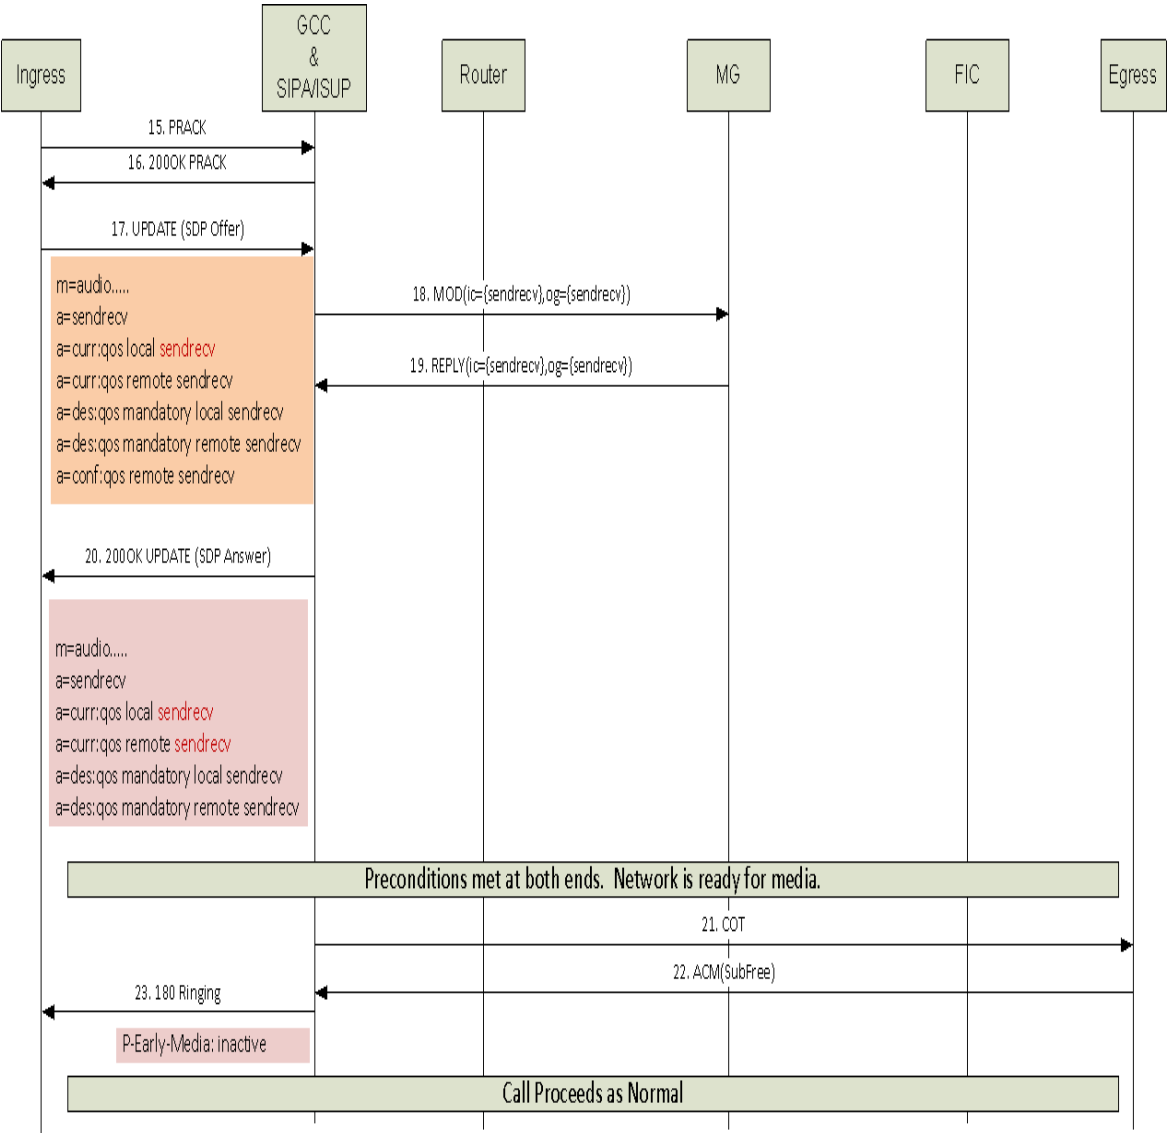 GCC
&
SIPA/ISUP
Ingress
Router
MG
FIC
Egress
15. PRACK
16. 200OK PRACK
17. UPDATE (SDP Offer)
m=audio.....
a=sendrecv
a=curr:qos local sendrecv
a=curr:qos remote sendrecv
a=des:qos mandatory local sendrecv
a=des:qos mandatory remote sendrecv
a=conf:qos remote sendrecv
18. MOD(ic={sendrecv},og={sendrecv})
19. REPLY(ic={sendrecv},og={sendrecv})
20. 200OK UPDATE (SDP Answer)
m=audio.....
a=sendrecv
a=curr:qos local sendrecv
a=curr:qos remote sendrecv
a=des:qos mandatory local sendrecv
a=des:qos mandatory remote sendrecv
Preconditions met at both ends. Network is ready for media.
21. COT
22. ACM(SubFree)
23. 180 Ringing
P-Early-Media: inactive
Call Proceeds as Normal